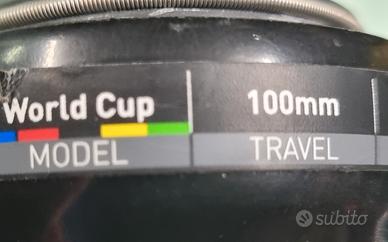 World Cup 100mm
MODEL TRAVEL
subito